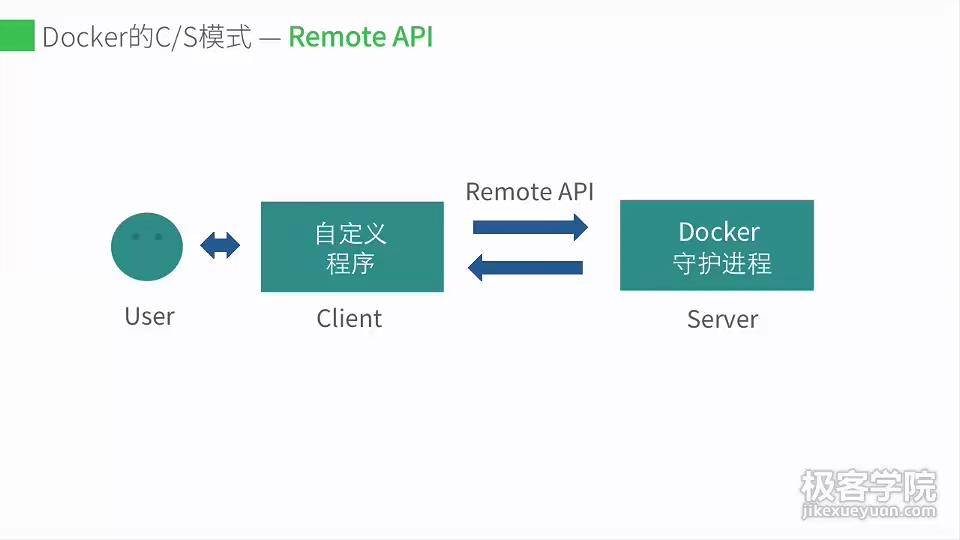 Docker的C/S模式 — Remote API
Remote API
自定义
程序
Docker
守护进程
User
Client
Server
极客学院
jikexueyuan.com